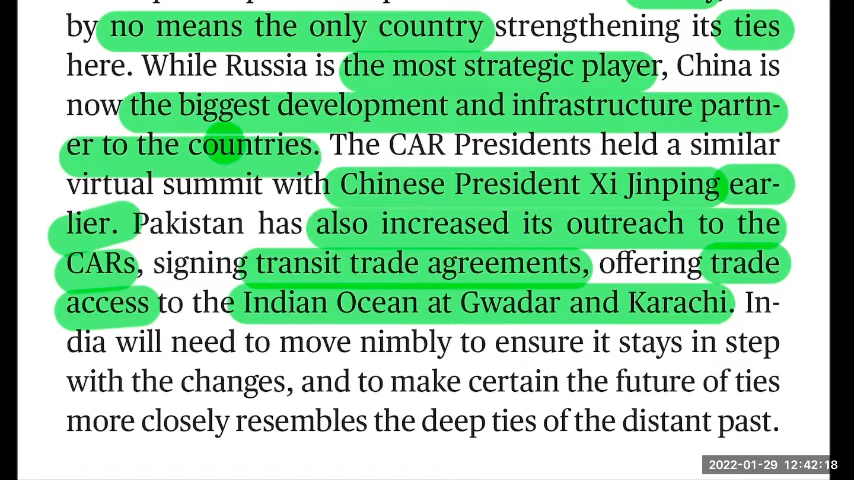 by no means the only country strengthening its ties
here. While Russia is the most strategic player, China is
now the biggest development and infrastructure partn-
er to the countries. The CAR Presidents held a similar
virtual summit with Chinese President Xi Jinping ear-
lier. Pakistan has also increased its outreach to the
CARs, signing transit trade agreements, offering trade
access to the Indian Ocean at Gwadar and Karachi. In-
dia will need to move nimbly to ensure it stays in step
with the changes, and to make certain the future of ties
more closely resembles the deep ties of the distant past.
2022-01-29 12:42:18